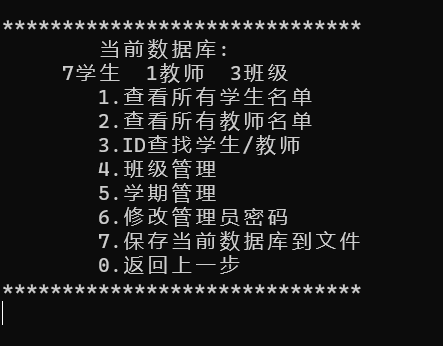 ******************************
当前数据库:
7学生 1教师 3班级
1.查看所有学生名单
2.查看所有教师名单
3.ID查找学生/教师
4.班级管理
5.学期管理
6.修改管理员密码
7.保存当前数据库到文件
0.返回上一步
******************************